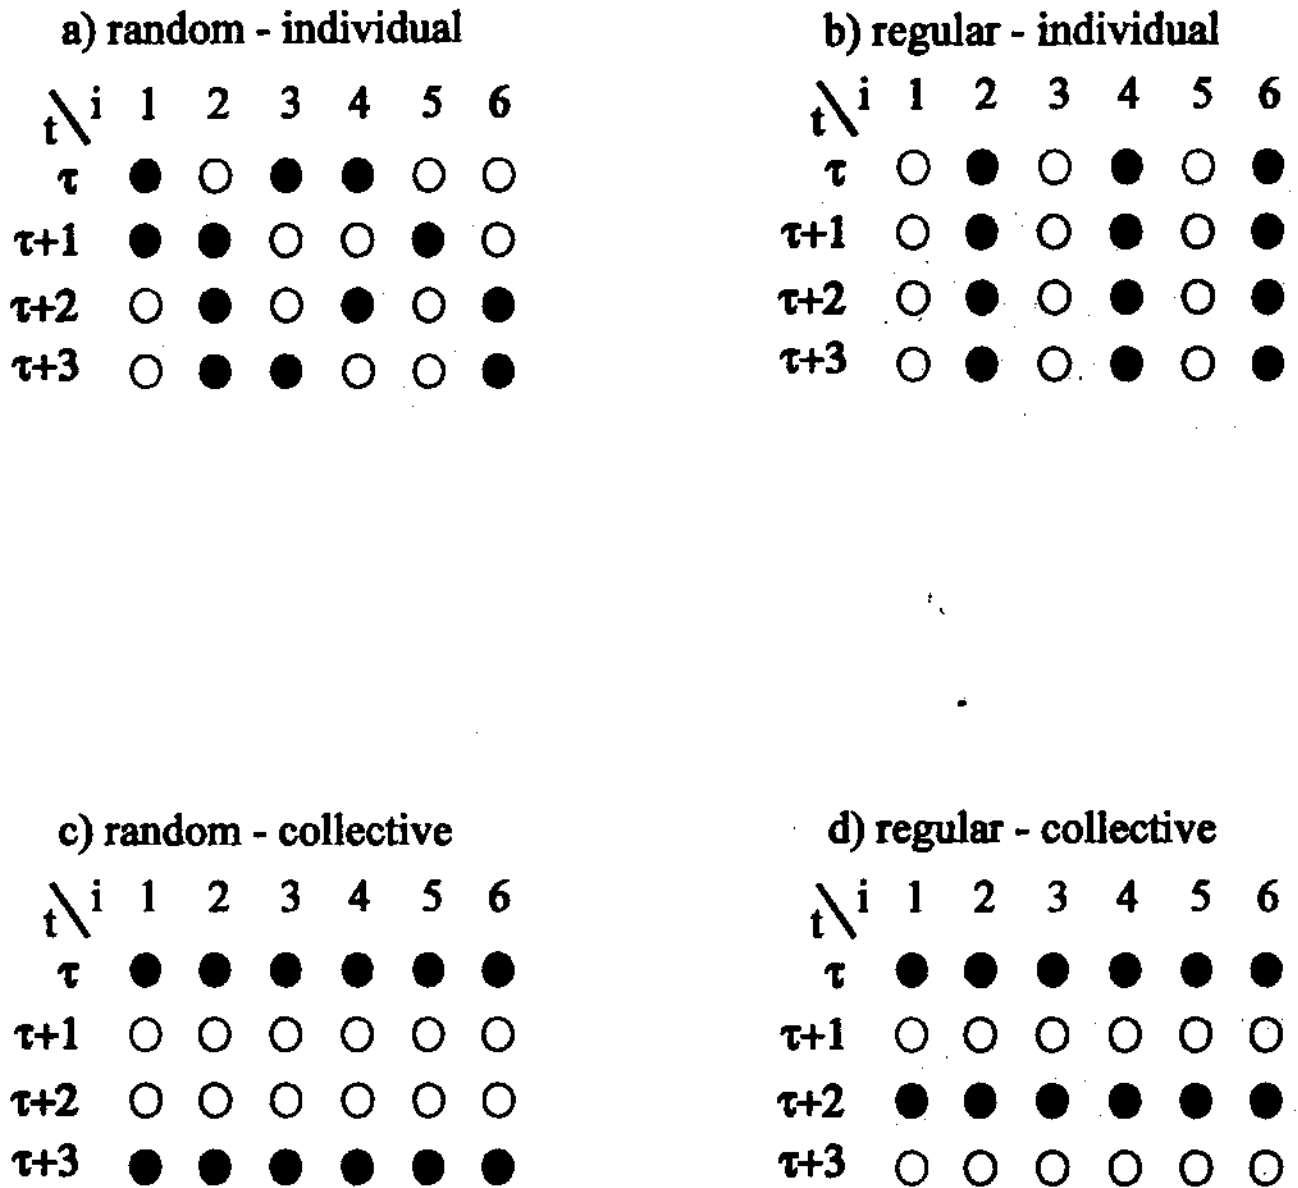 a) random - individual
t\i 1 2 3 4 5 6
τ
τ+1
τ+2
τ+3
b) regular - individual
t\i 1 2 3 4 5 6
τ
τ+1
τ+2
τ+3
c) random - collective
t\i 1 2 3 4 5 6
τ
τ+1
τ+2
τ+3
d) regular - collective
t\i 1 2 3 4 5 6
τ
τ+1
τ+2
τ+3